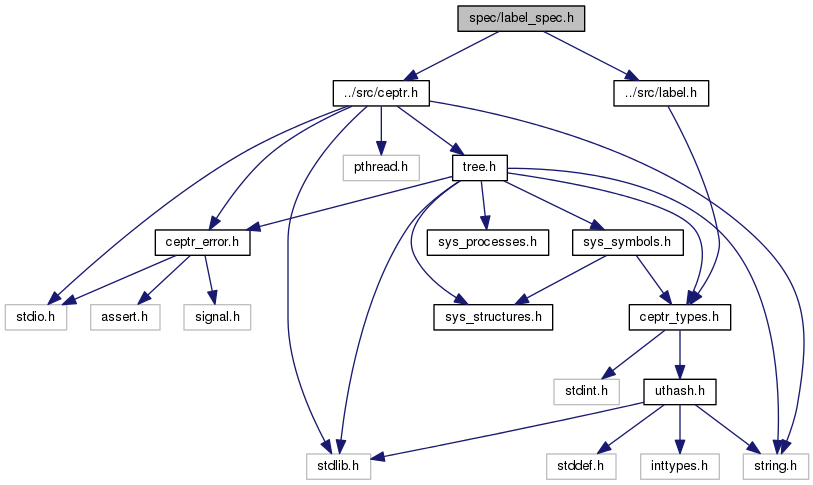 spec/label_spec.h
../src/ceptr.h
../src/label.h
pthread.h
tree.h
ceptr_error.h
sys_processes.h
sys_symbols.h
stdio.h
assert.h
signal.h
sys_structures.h
ceptr_types.h
stdint.h
uthash.h
stdlib.h
stddef.h
inttypes.h
string.h